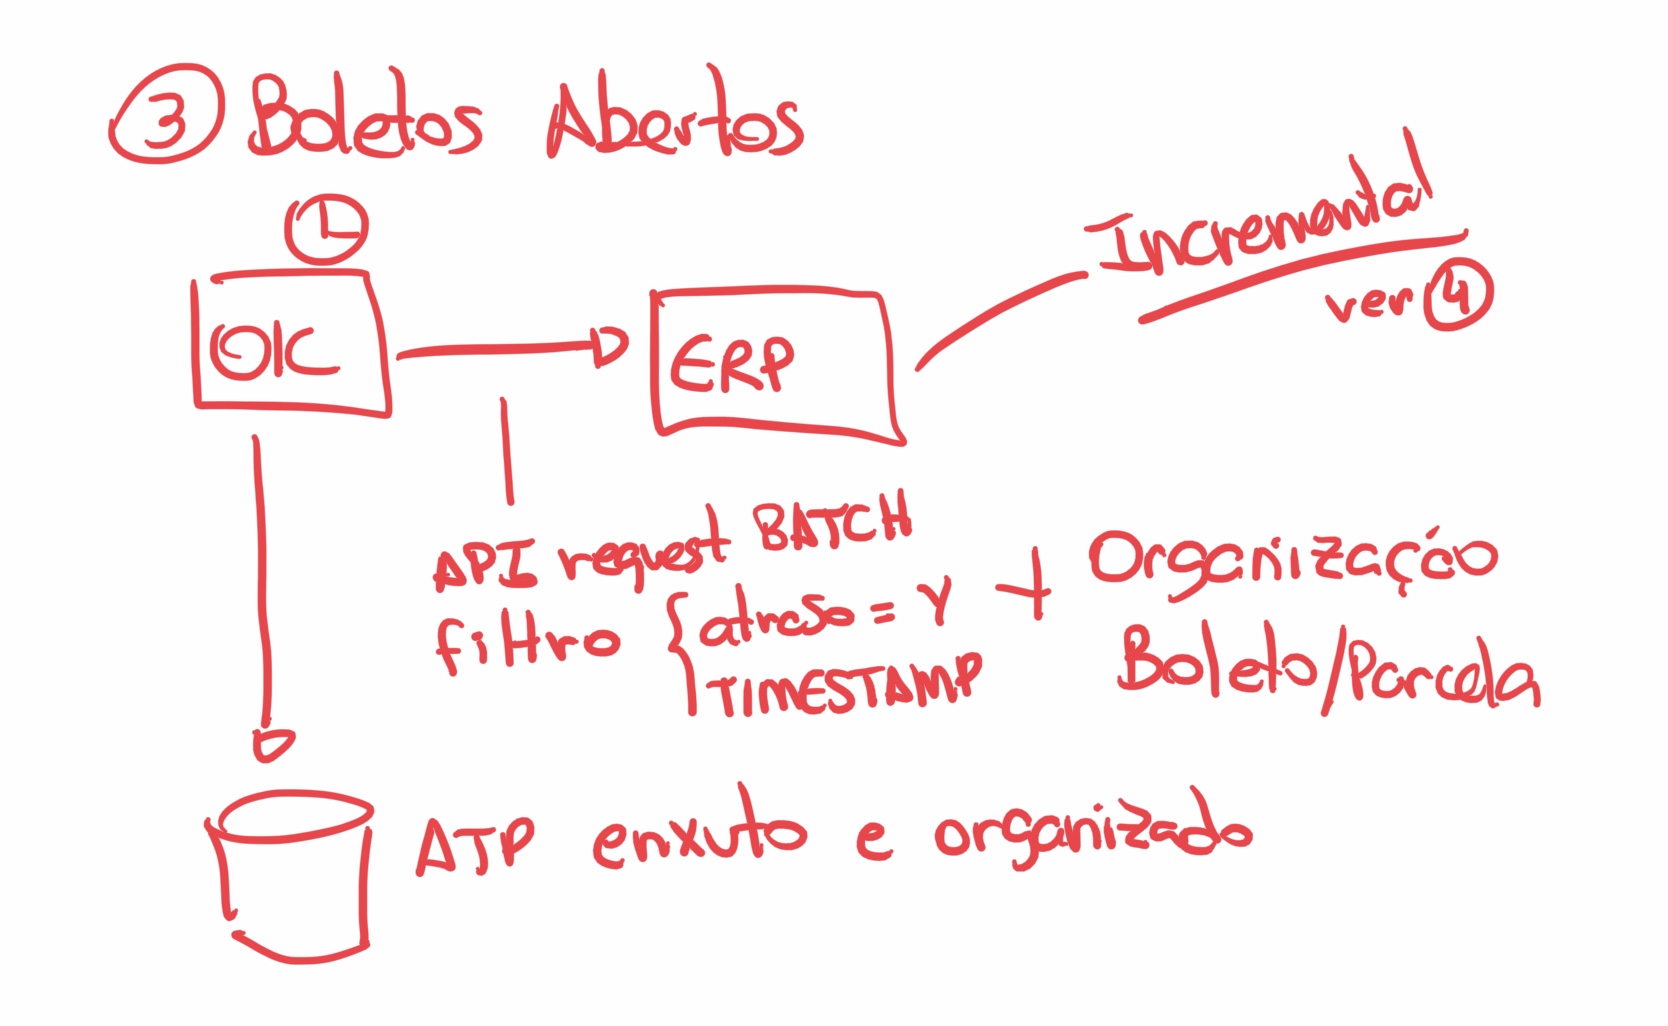 3 Boletos Abertos
Incremental
ver 4
OIC
ERP
API request BATCH
filtro { atraso = Y + Organização
TIMESTAMP Boleto/Parcela
ATP enxuto e organizado